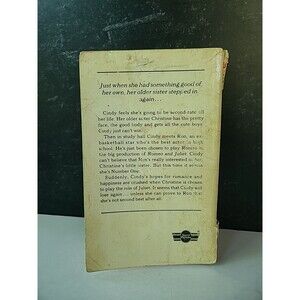 Just when she had something good of
her own, her older sister stepped in
again...
Cindy feels she's going to be second-rate all
her life. Her older sister Christine has the pretty
face, the good body and gets all the cute boys.
Cindy just can't win.
Then in study hall Cindy meets Ron, an ex-
basketball star who's the best actor in high
school. He's just been chosen to play Romeo in
the big production of Romeo and Juliet. Cindy
can't believe that Ron's really interested in her,
Christine's little sister. But this time it seems
she's Number One.
Suddenly, Cindy's hopes for romance and
happiness are crushed when Christine is chosen
to play the role of Juliet. It seems that Cindy will
lose again... unless she can prove to Ron that
she's not second best after all.